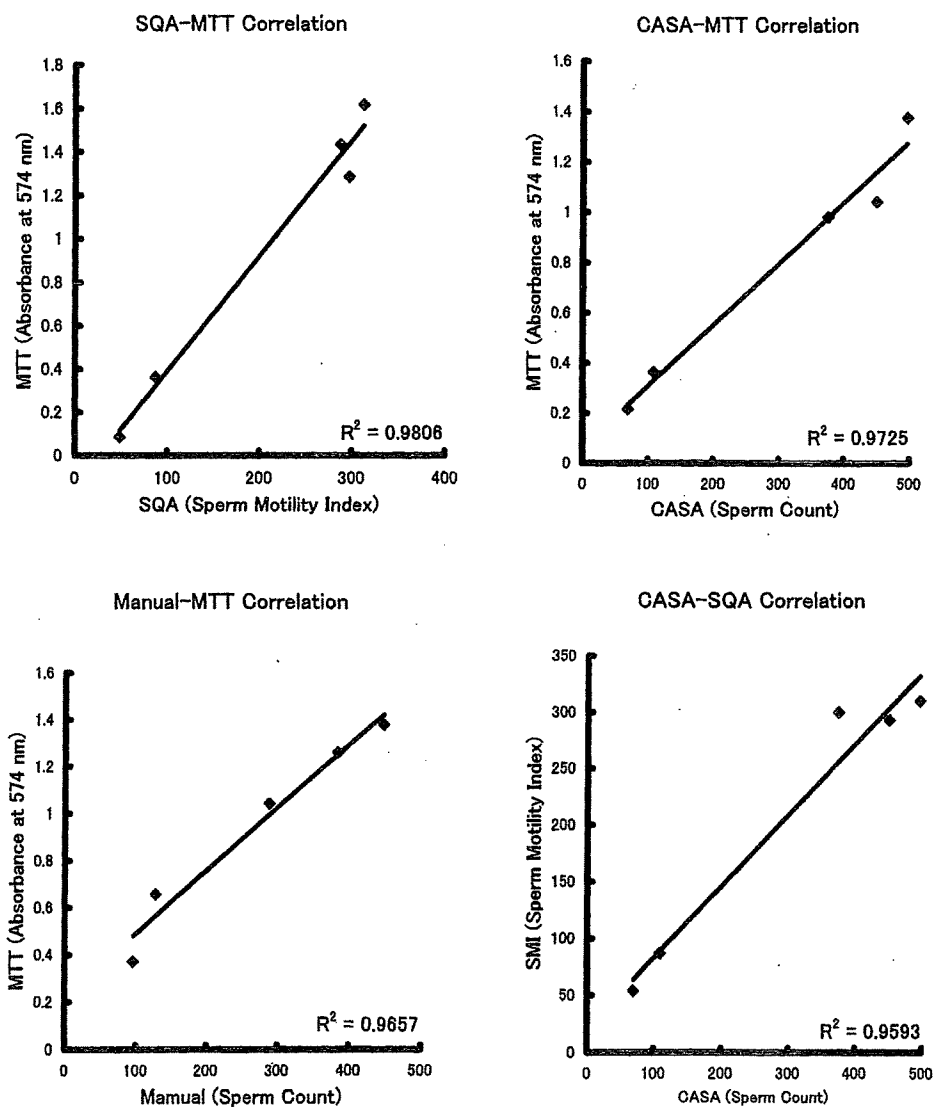 SQA-MTT Correlation
MTT (Absorbance at 574 nm)
1.8
1.6
1.4
1.2
1
0.8
0.6
0.4
0.2
0
0 100 200 300 400
R² = 0.9806
SQA (Sperm Motility Index)
CASA-MTT Correlation
MTT (Absorbance at 574 nm)
1.6
1.4
1.2
1
0.8
0.6
0.4
0.2
0
0 100 200 300 400 500
R² = 0.9725
CASA (Sperm Count)
Manual-MTT Correlation
MTT (Absorbance at 574 nm)
1.6
1.4
1.2
1
0.8
0.6
0.4
0.2
0
0 100 200 300 400 500
R² = 0.9657
Mamual (Sperm Count)
CASA-SQA Correlation
SMI (Sperm Motility Index)
350
300
250
200
150
100
50
0
0 100 200 300 400 500
R² = 0.9593
CASA (Sperm Count)